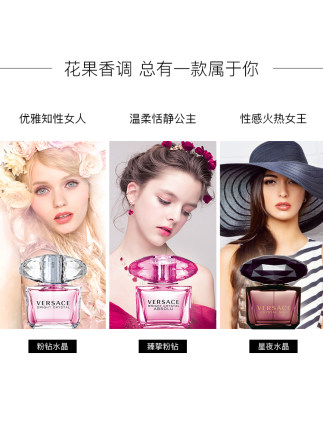 花果香调 总有一款属于你
优雅知性女人
温柔恬静公主
性感火热女王
VERSACE
BRIGHT CRYSTAL
VERSACE
BRIGHT CRYSTAL
ABSOLU
VERSACE
粉钻水晶
臻挚粉钻
星夜水晶